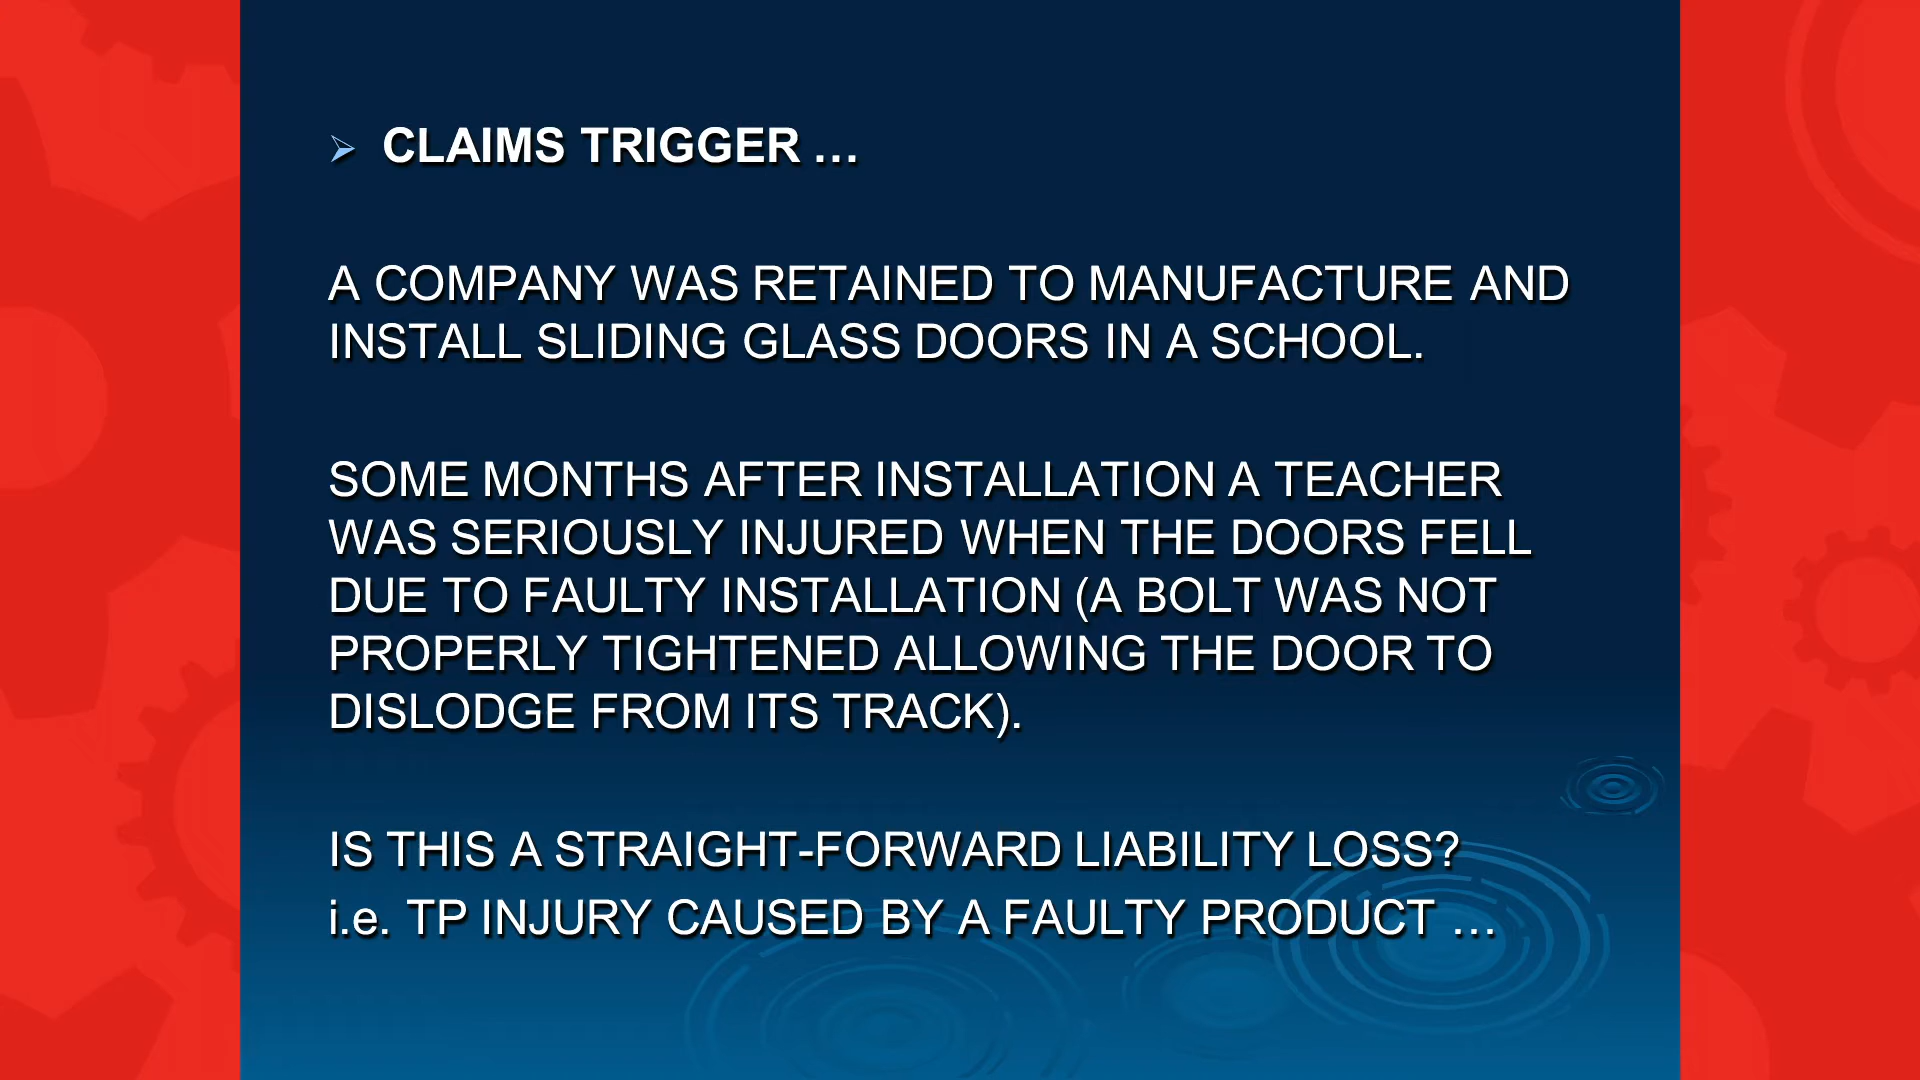 ➢ CLAIMS TRIGGER …
A COMPANY WAS RETAINED TO MANUFACTURE AND
INSTALL SLIDING GLASS DOORS IN A SCHOOL.
SOME MONTHS AFTER INSTALLATION A TEACHER
WAS SERIOUSLY INJURED WHEN THE DOORS FELL
DUE TO FAULTY INSTALLATION (A BOLT WAS NOT
PROPERLY TIGHTENED ALLOWING THE DOOR TO
DISLODGE FROM ITS TRACK).
IS THIS A STRAIGHT-FORWARD LIABILITY LOSS?
i.e. TP INJURY CAUSED BY A FAULTY PRODUCT …